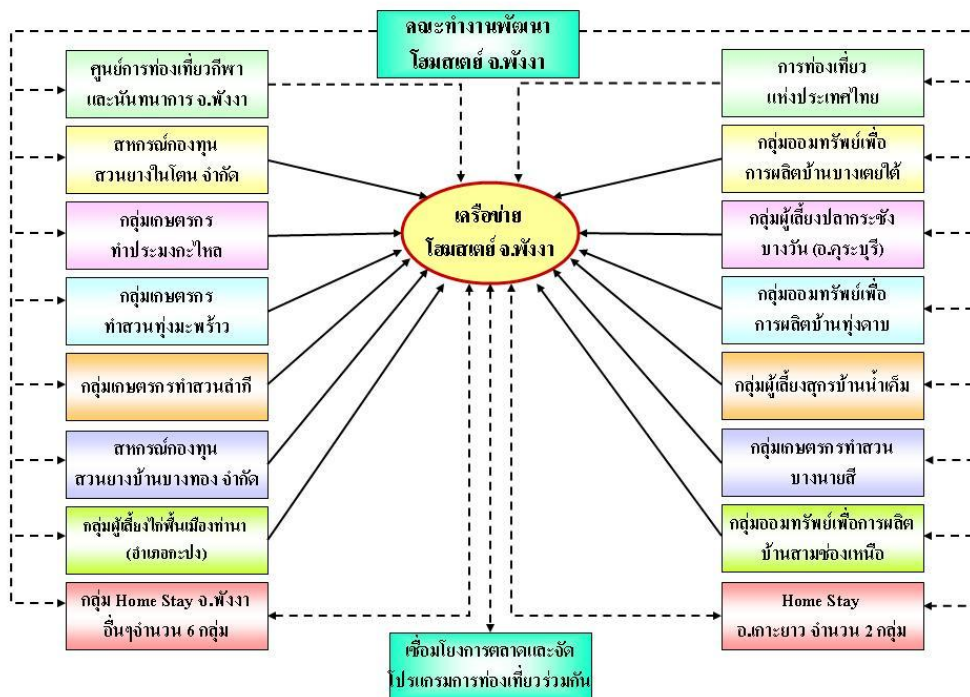 คณะทำงานพัฒนา
โฮมสเตย์ จ.พังงา
ศูนย์การท่องเที่ยวกีฬา
และนันทนาการ จ.พังงา
การท่องเที่ยว
แห่งประเทศไทย
สหกรณ์กองทุน
สวนยางในโตน จำกัด
กลุ่มออมทรัพย์เพื่อ
การผลิตบ้านบางเตยใต้
เครือข่าย
โฮมสเตย์ จ.พังงา
กลุ่มเกษตรกร
ทำประมงกะไหล
กลุ่มผู้เลี้ยงปลากระชัง
บางวัน (อ.คุระบุรี)
กลุ่มเกษตรกร
ทำสวนทุ่งมะพร้าว
กลุ่มออมทรัพย์เพื่อ
การผลิตบ้านทุ่งดาบ
กลุ่มเกษตรกรทำสวนลำภี
กลุ่มผู้เลี้ยงสุกรบ้านน้ำเค็ม
สหกรณ์กองทุน
สวนยางบ้านบางทอง จำกัด
กลุ่มเกษตรกรทำสวน
บางนายสี
กลุ่มผู้เลี้ยงไก่พื้นเมืองท่านา
(อำเภอกะปง)
กลุ่มออมทรัพย์เพื่อการผลิต
บ้านสามช่องเหนือ
กลุ่ม Home Stay จ.พังงา
อื่นๆจำนวน 6 กลุ่ม
Home Stay
อ.เกาะยาว จำนวน 2 กลุ่ม
เชื่อมโยงการตลาดและจัด
โปรแกรมการท่องเที่ยวร่วมกัน